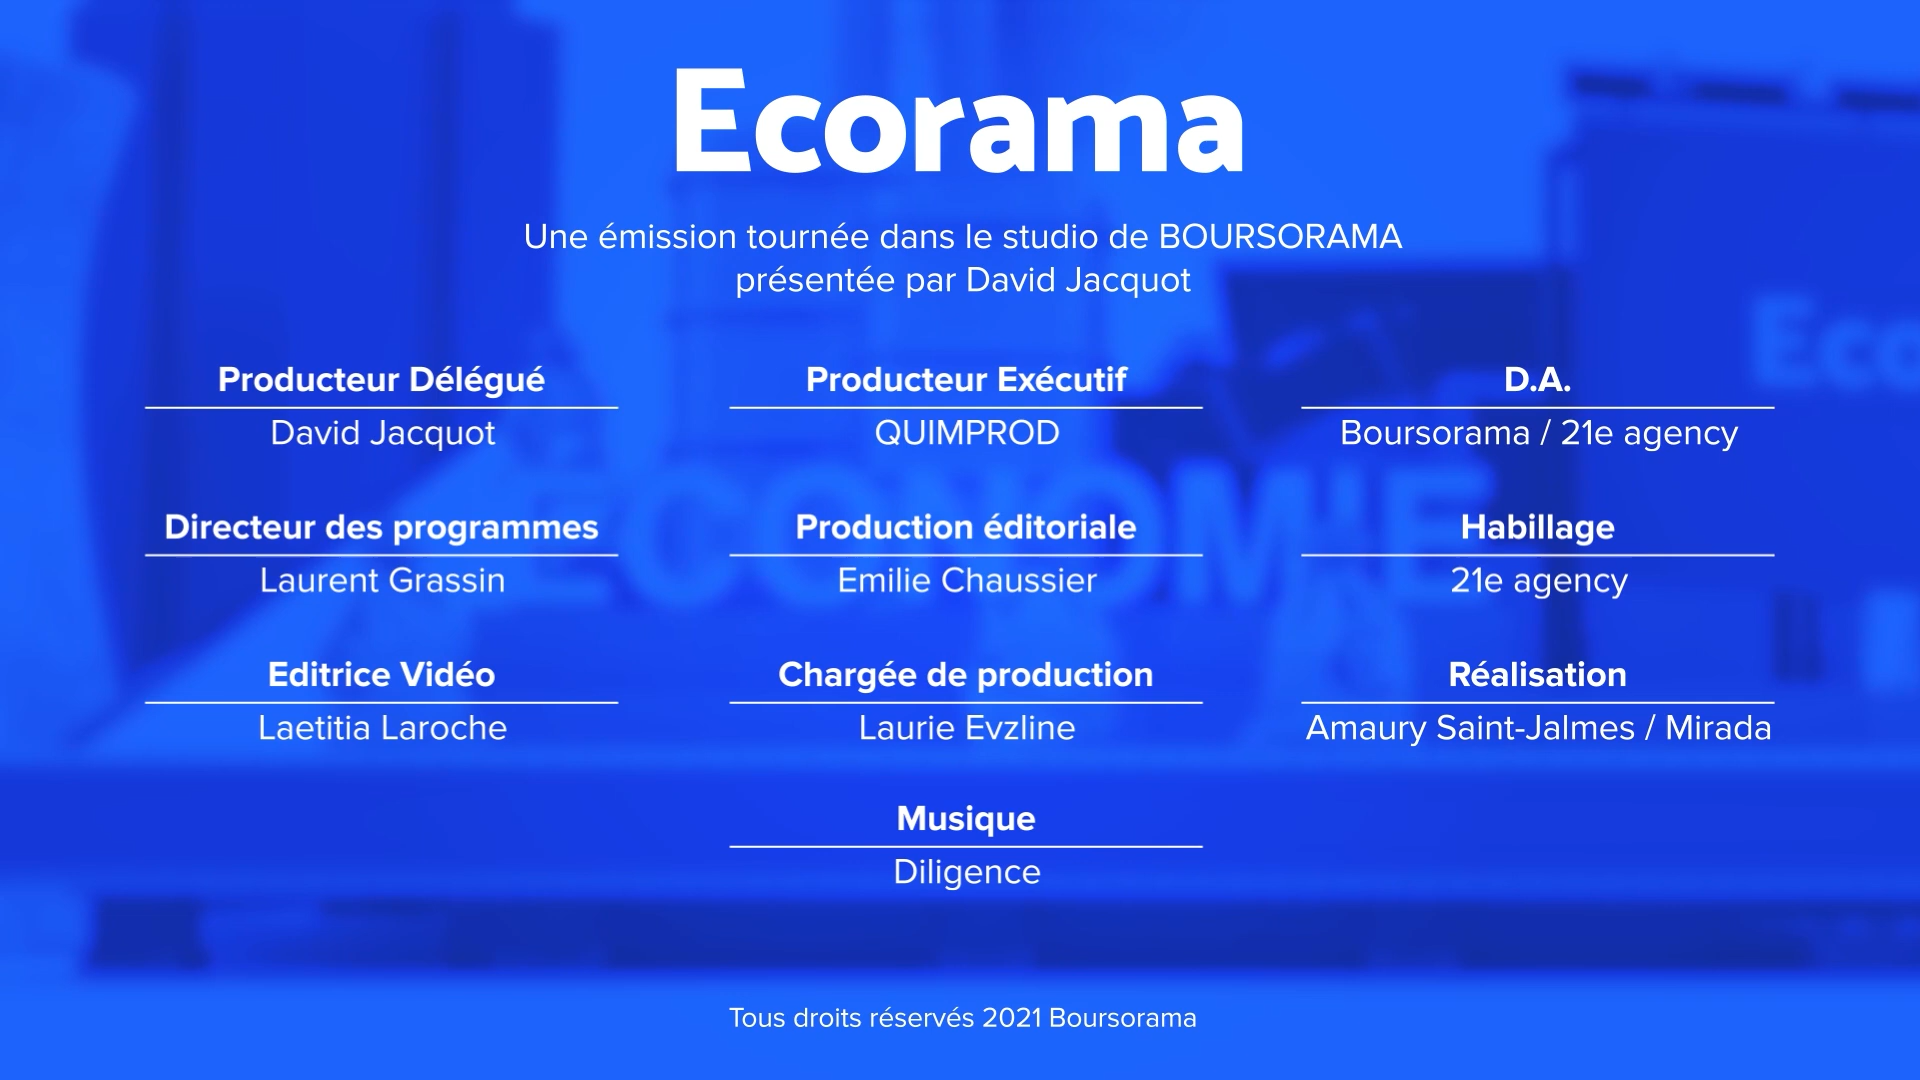 Ecorama
Une émission tournée dans le studio de BOURSORAMA
présentée par David Jacquot
Producteur Délégué
David Jacquot
Producteur Exécutif
QUIMPROD
D.A.
Boursorama / 21e agency
Directeur des programmes
Laurent Grassin
Production éditoriale
Emilie Chaussier
Habillage
21e agency
Editrice Vidéo
Laetitia Laroche
Chargée de production
Laurie Evzline
Réalisation
Amaury Saint-Jalmes / Mirada
Musique
Diligence
ECONOMIE
Eco
Tous droits réservés 2021 Boursorama